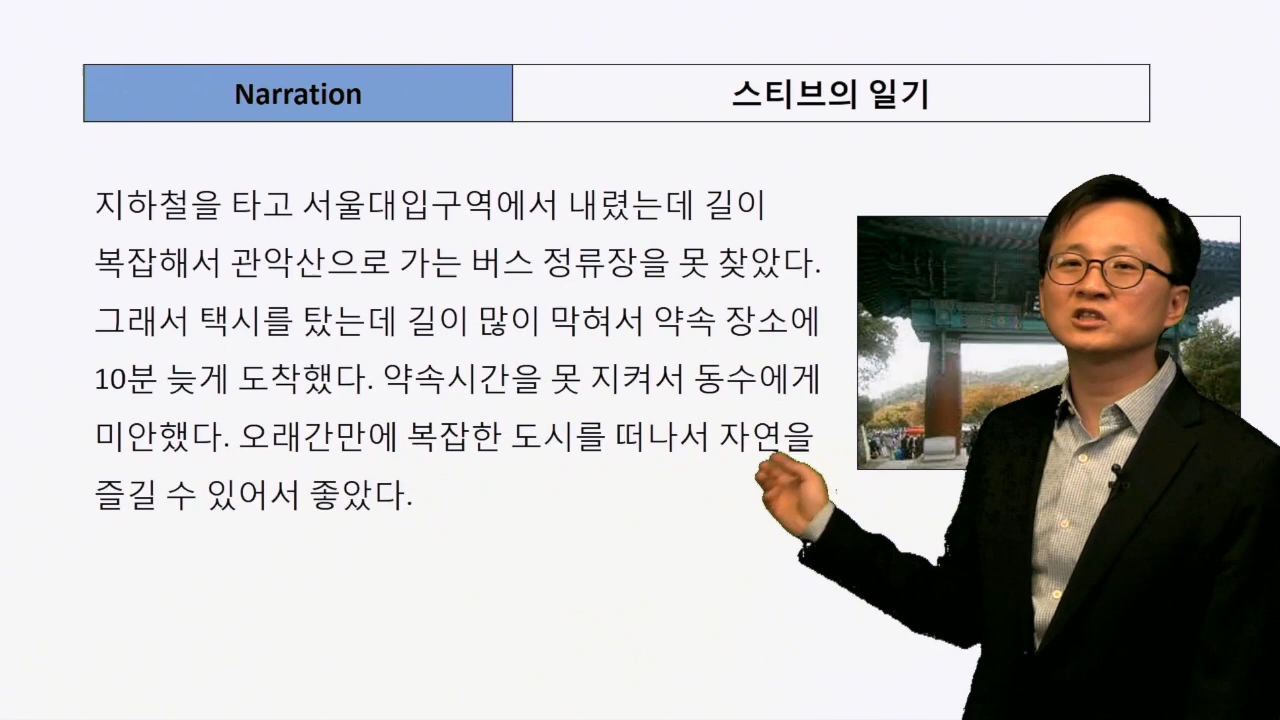 Narration
스티브의 일기
지하철을 타고 서울대입구역에서 내렸는데 길이
복잡해서 관악산으로 가는 버스 정류장을 못 찾았다.
그래서 택시를 탔는데 길이 많이 막혀서 약속 장소에
10분 늦게 도착했다. 약속시간을 못 지켜서 동수에게
미안했다. 오래간만에 복잡한 도시를 떠나서 자연을
즐길 수 있어서 좋았다.